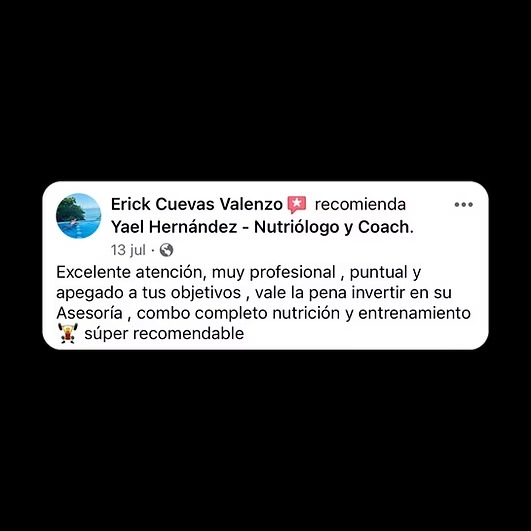 Erick Cuevas Valenzo recomienda
Yael Hernández - Nutriólogo y Coach.
13 jul ·
Excelente atención, muy profesional , puntual y
apegado a tus objetivos , vale la pena invertir en su
Asesoría , combo completo nutrición y entrenamiento
🏋 súper recomendable